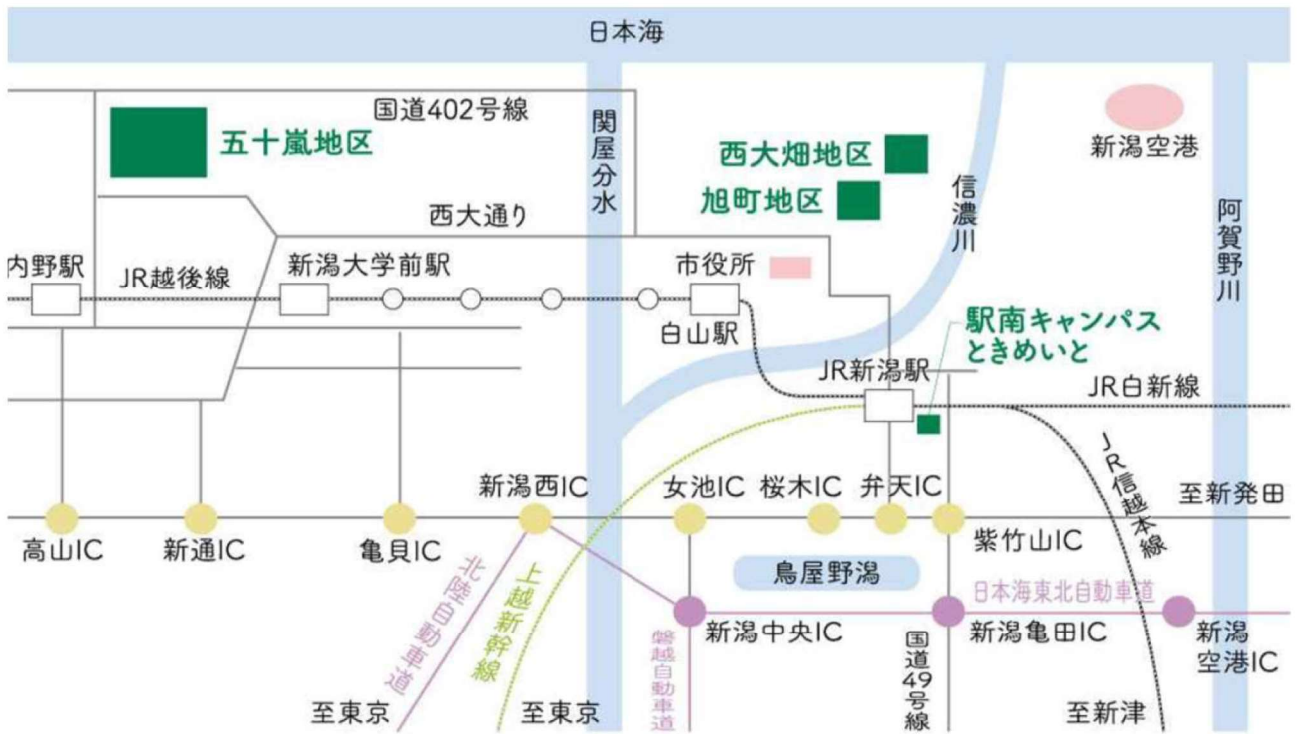 日本海
国道402号線
五十嵐地区
関屋分水
西大畑地区
旭町地区
信濃川
新潟空港
阿賀野川
西大通り
内野駅
JR越後線
新潟大学前駅
市役所
白山駅
駅南キャンパス
ときめいと
JR新潟駅
JR白新線
JR信越本線
新潟西IC
女池IC
桜木IC
弁天IC
至新発田
高山IC
新通IC
亀貝IC
紫竹山IC
鳥屋野潟
北陸自動車道
上越新幹線
日本海東北自動車道
新潟中央IC
新潟亀田IC
新潟
空港IC
磐越自動車道
国道49号線
至東京
至東京
至新津